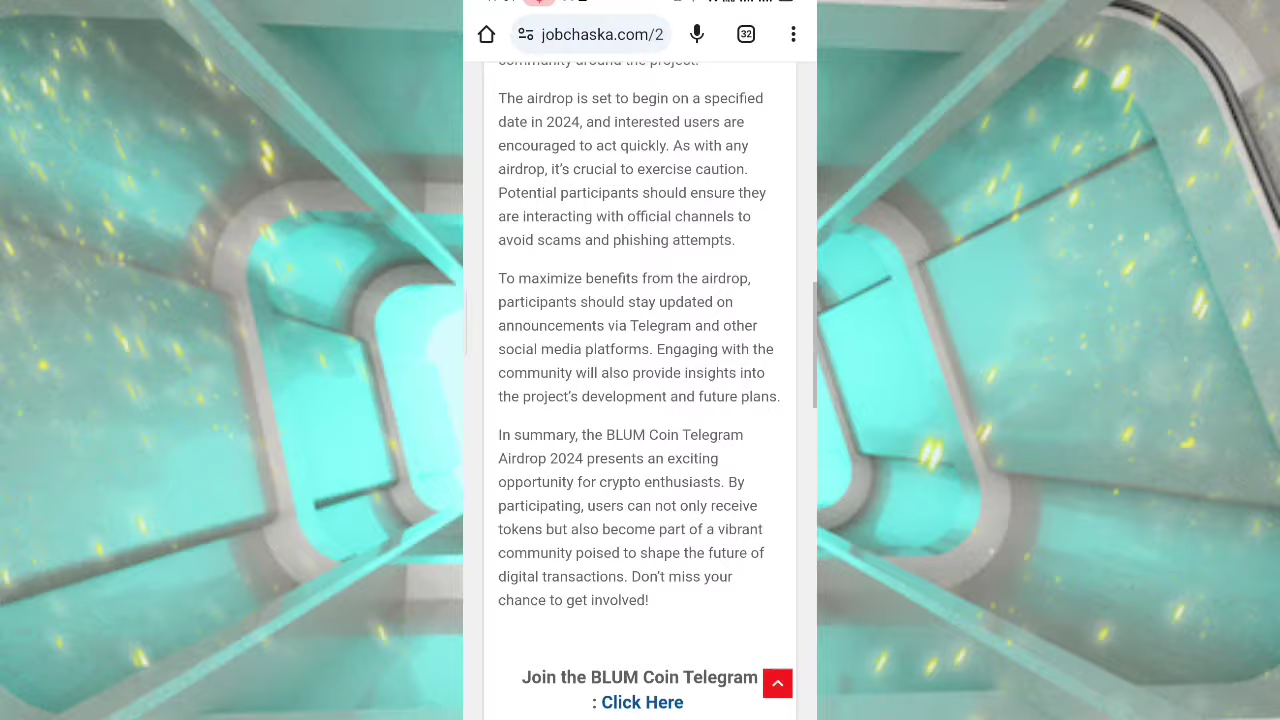 jobchaska.com/2
32
community around the project.
The airdrop is set to begin on a specified
date in 2024, and interested users are
encouraged to act quickly. As with any
airdrop, it's crucial to exercise caution.
Potential participants should ensure they
are interacting with official channels to
avoid scams and phishing attempts.
To maximize benefits from the airdrop,
participants should stay updated on
announcements via Telegram and other
social media platforms. Engaging with the
community will also provide insights into
the project's development and future plans.
In summary, the BLUM Coin Telegram
Airdrop 2024 presents an exciting
opportunity for crypto enthusiasts. By
participating, users can not only receive
tokens but also become part of a vibrant
community poised to shape the future of
digital transactions. Don't miss your
chance to get involved!
Join the BLUM Coin Telegram
: Click Here